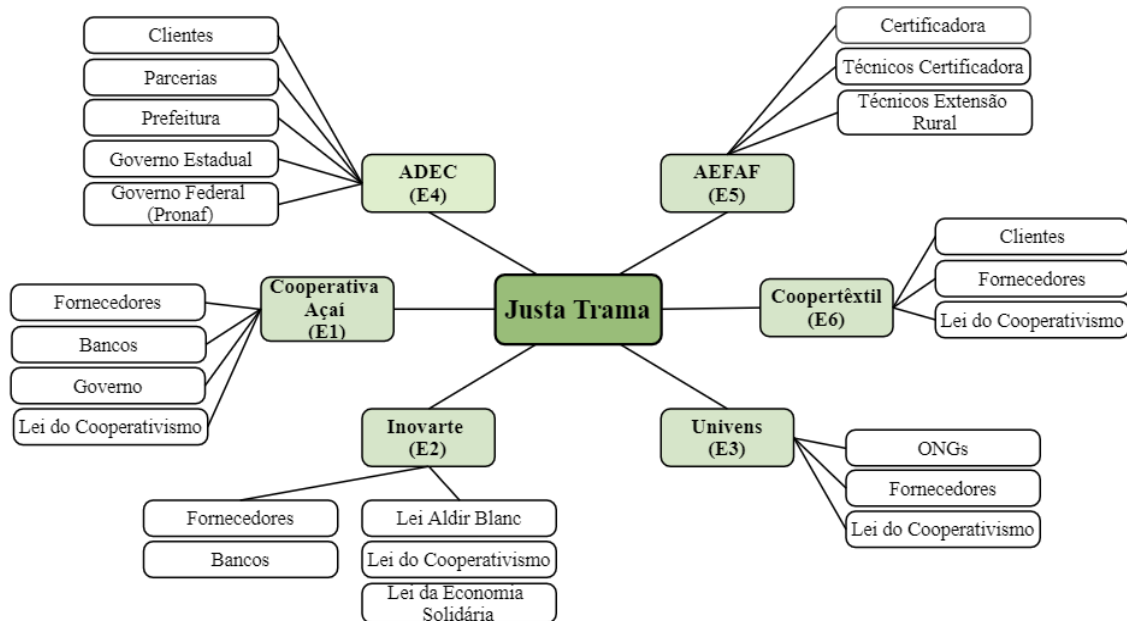 Clientes
Parcerias
Prefeitura
Governo Estadual
Governo Federal
(Pronaf)
ADEC
(E4)
Certificadora
Técnicos Certificadora
Técnicos Extensão
Rural
AEFAF
(E5)
Fornecedores
Bancos
Governo
Lei do Cooperativismo
Cooperativa
Açaí
(E1)
Justa Trama
Coopertêxtil
(E6)
Clientes
Fornecedores
Lei do Cooperativismo
Inovarte
(E2)
Fornecedores
Bancos
Lei Aldir Blanc
Lei do Cooperativismo
Lei da Economia
Solidária
Univens
(E3)
ONGs
Fornecedores
Lei do Cooperativismo